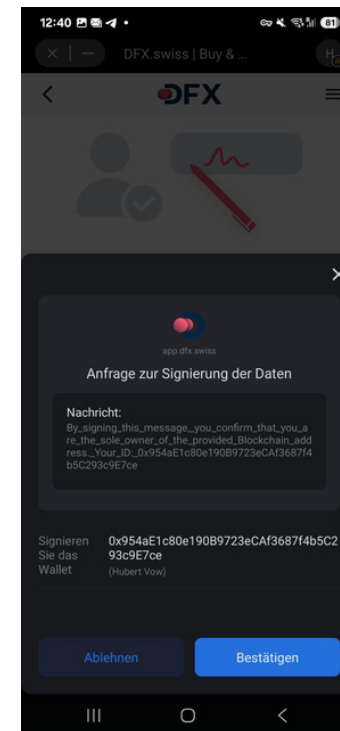 12:40
81
DFX.swiss | Buy & ...
H
DFX
app.dfx.swiss
Anfrage zur Signierung der Daten
Nachricht:
By_signing_this_message,_you_confirm_that_you_a
re_the_sole_owner_of_the_provided_Blockchain_add
ress._Your_ID:_0x954aE1c80e190B9723eCAf3687f4
b5C293c9E7ce
Signieren Sie das Wallet
0x954aE1c80e190B9723eCAf3687f4b5C2
93c9E7ce
(Hubert Vow)
Ablehnen
Bestätigen